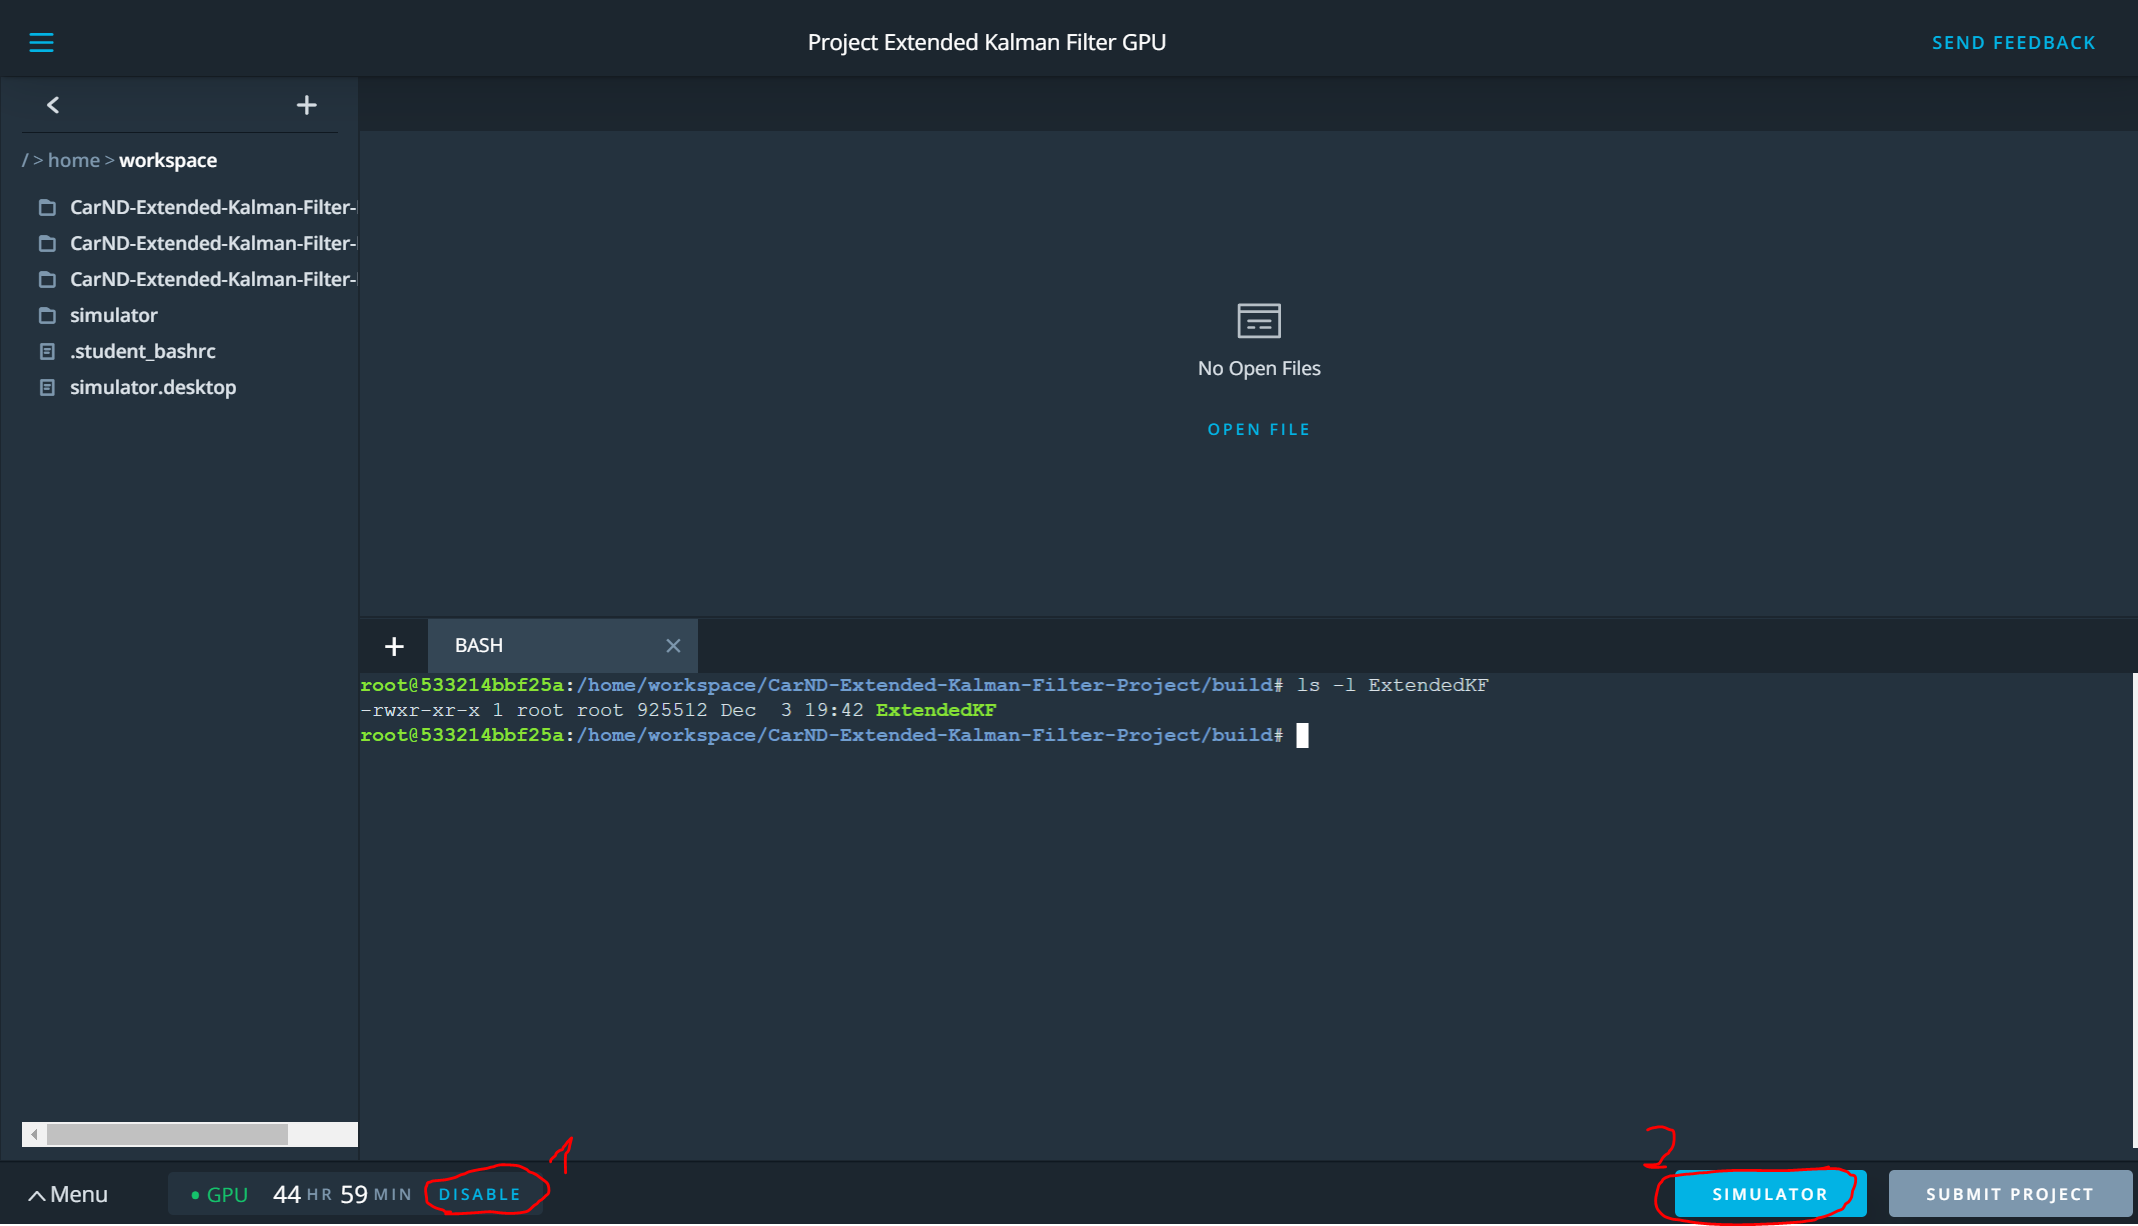 Project Extended Kalman Filter GPU
SEND FEEDBACK
/ > home > workspace
CarND-Extended-Kalman-Filter-
CarND-Extended-Kalman-Filter-
CarND-Extended-Kalman-Filter-
simulator
.student_bashrc
simulator.desktop
No Open Files
OPEN FILE
BASH
root@533214bbf25a:/home/workspace/CarND-Extended-Kalman-Filter-Project/build# ls -l ExtendedKF
-rwxr-xr-x 1 root root 925512 Dec  3 19:42 ExtendedKF
root@533214bbf25a:/home/workspace/CarND-Extended-Kalman-Filter-Project/build#
1
2
Menu
GPU 44 HR 59 MIN DISABLE
SIMULATOR
SUBMIT PROJECT